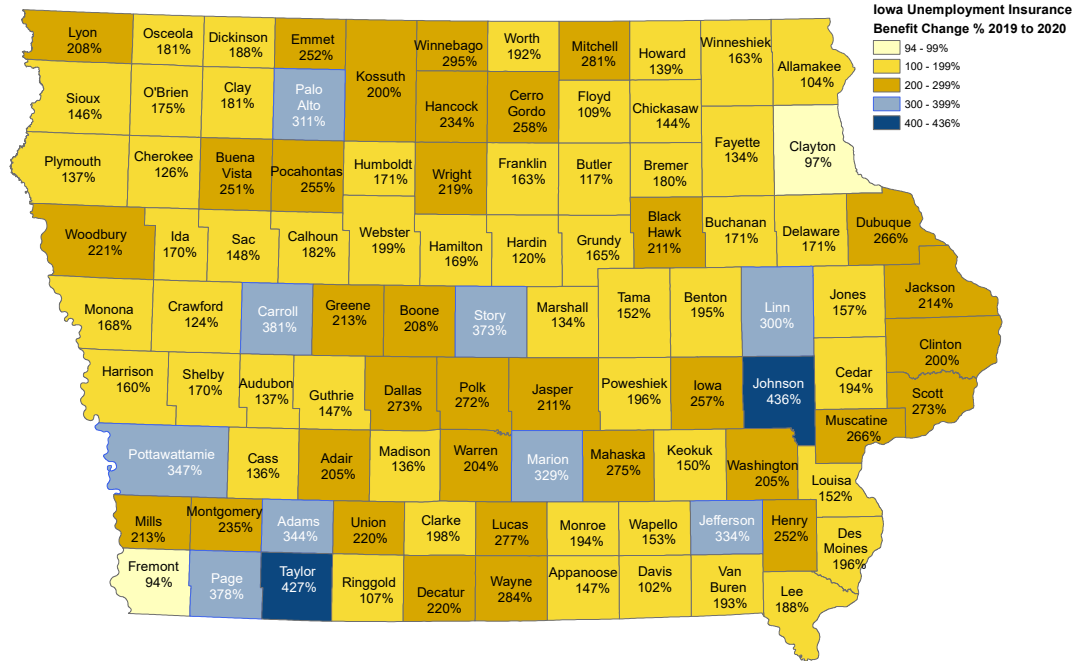 Iowa Unemployment Insurance
Benefit Change % 2019 to 2020
94 - 99%
100 - 199%
200 - 299%
300 - 399%
400 - 436%
Lyon
208%
Osceola
181%
Dickinson
188%
Emmet
252%
Kossuth
200%
Winnebago
295%
Worth
192%
Mitchell
281%
Howard
139%
Winneshiek
163%
Allamakee
104%
Sioux
146%
O'Brien
175%
Clay
181%
Palo
Alto
311%
Hancock
234%
Cerro
Gordo
258%
Floyd
109%
Chickasaw
144%
Fayette
134%
Clayton
97%
Plymouth
137%
Cherokee
126%
Buena
Vista
251%
Pocahontas
255%
Humboldt
171%
Wright
219%
Franklin
163%
Butler
117%
Bremer
180%
Woodbury
221%
Ida
170%
Sac
148%
Calhoun
182%
Webster
199%
Hamilton
169%
Hardin
120%
Grundy
165%
Black
Hawk
211%
Buchanan
171%
Delaware
171%
Dubuque
266%
Monona
168%
Crawford
124%
Carroll
381%
Greene
213%
Boone
208%
Story
373%
Marshall
134%
Tama
152%
Benton
195%
Linn
300%
Jones
157%
Jackson
214%
Clinton
200%
Harrison
160%
Shelby
170%
Audubon
137%
Guthrie
147%
Dallas
273%
Polk
272%
Jasper
211%
Poweshiek
196%
Iowa
257%
Johnson
436%
Cedar
194%
Scott
273%
Muscatine
266%
Pottawattamie
347%
Cass
136%
Adair
205%
Madison
136%
Warren
204%
Marion
329%
Mahaska
275%
Keokuk
150%
Washington
205%
Louisa
152%
Mills
213%
Montgomery
235%
Adams
344%
Union
220%
Clarke
198%
Lucas
277%
Monroe
194%
Wapello
153%
Jefferson
334%
Henry
252%
Des
Moines
196%
Fremont
94%
Page
378%
Taylor
427%
Ringgold
107%
Decatur
220%
Wayne
284%
Appanoose
147%
Davis
102%
Van
Buren
193%
Lee
188%